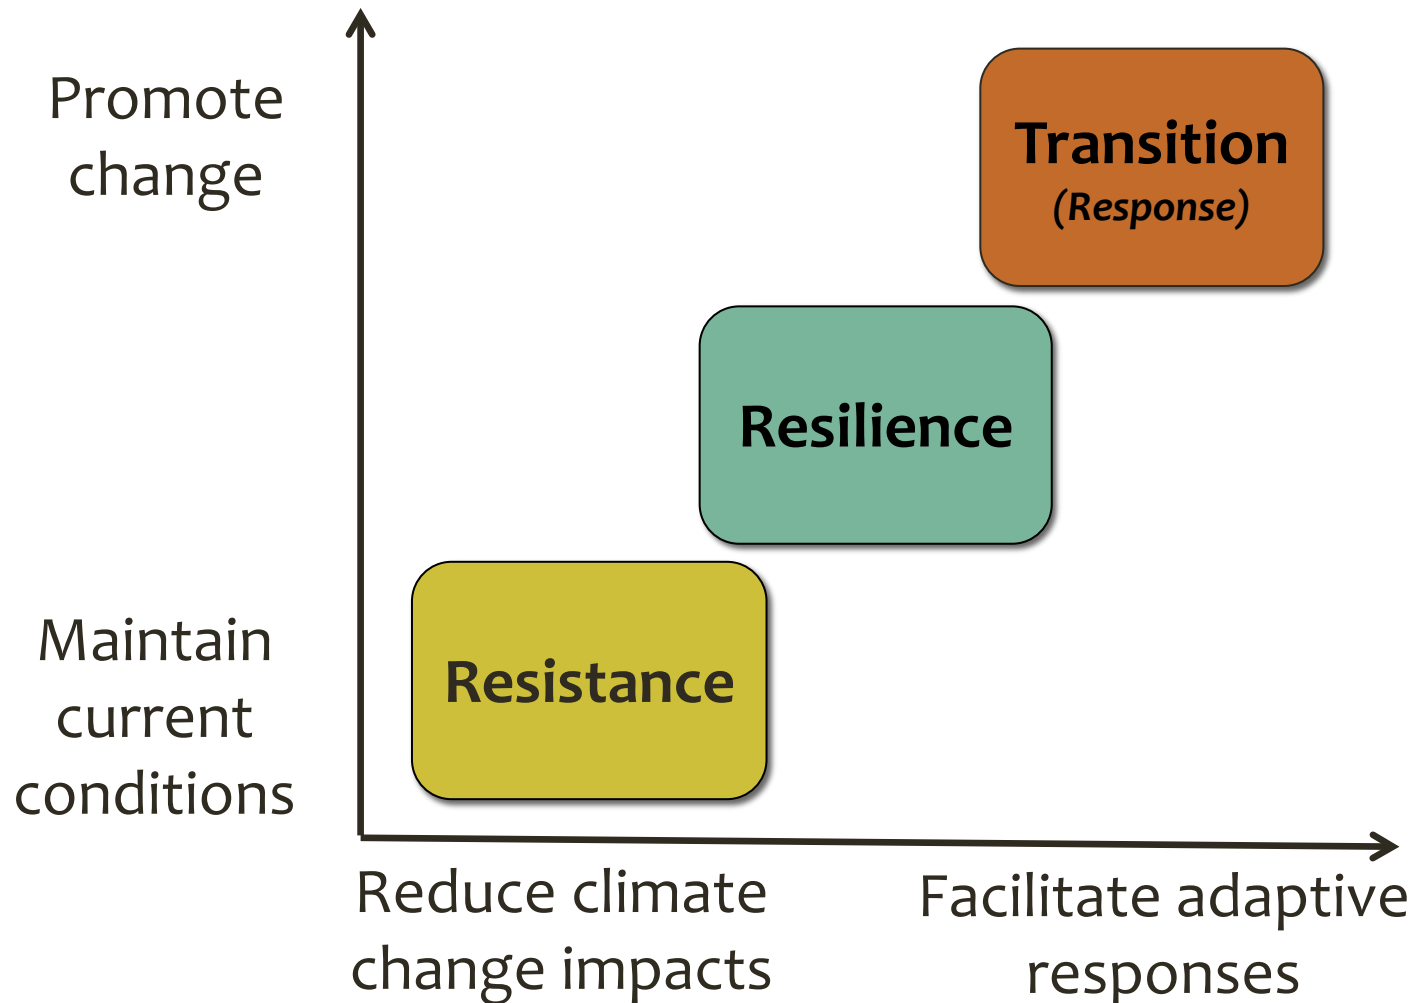 Promote
change
Transition
(Response)
Resilience
Resistance
Maintain
current
conditions
Reduce climate
change impacts
Facilitate adaptive
responses